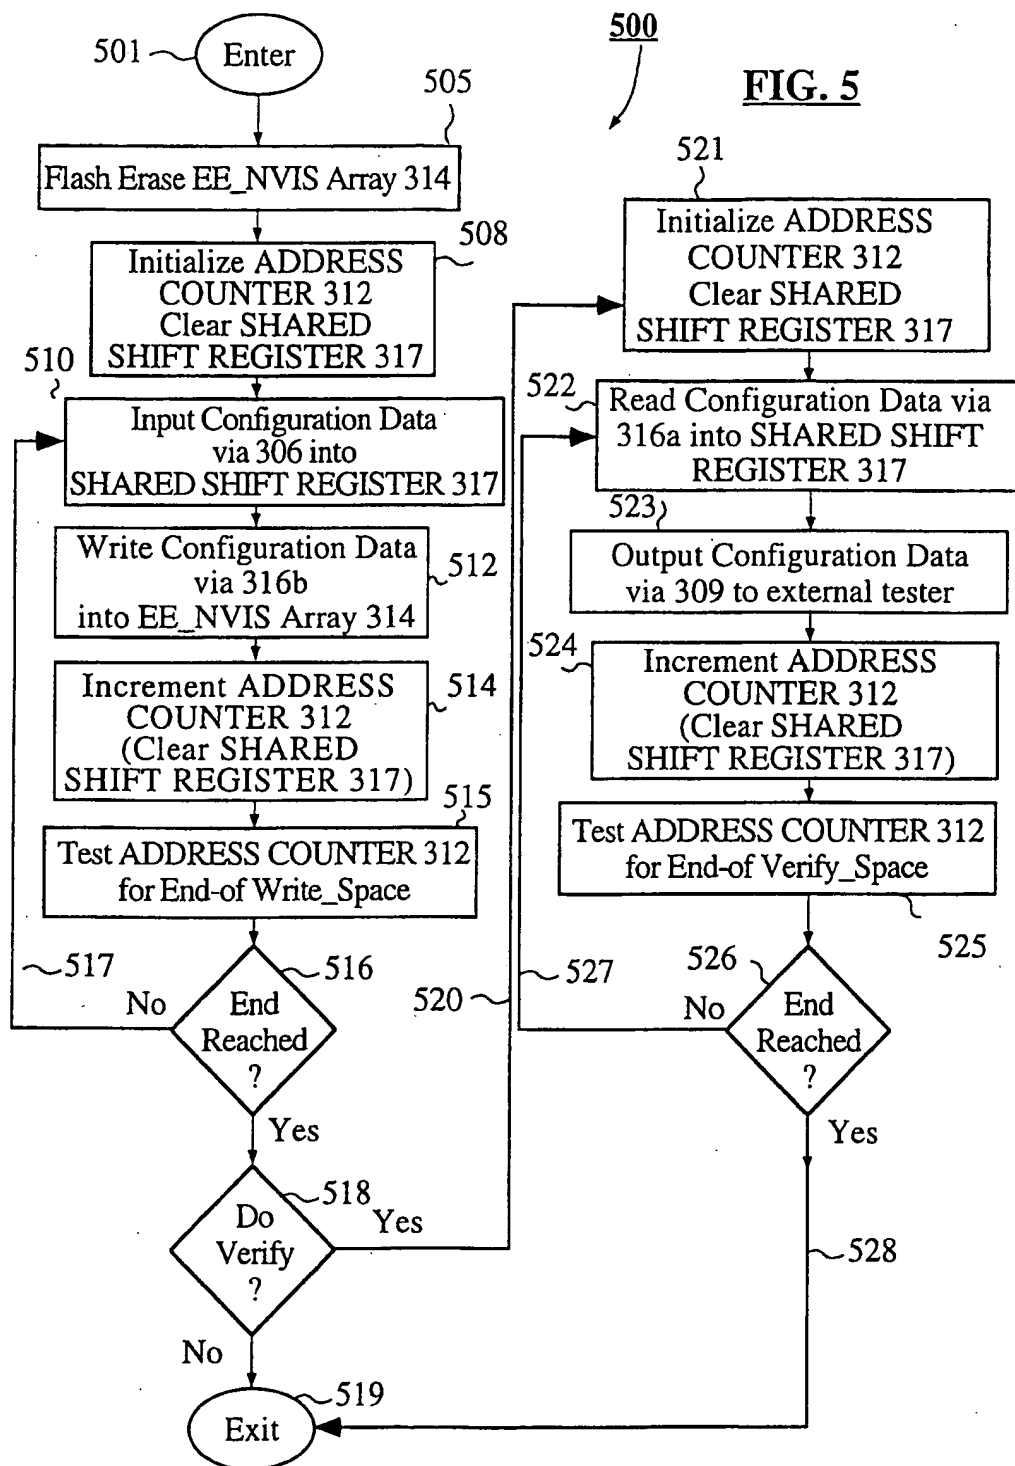 500
FIG. 5
501
Enter
505
Flash Erase EE_NVIS Array 314
508
Initialize ADDRESS
COUNTER 312
Clear SHARED
SHIFT REGISTER 317
510
Input Configuration Data
via 306 into
SHARED SHIFT REGISTER 317
Write Configuration Data
via 316b
into EE_NVIS Array 314
512
Increment ADDRESS
COUNTER 312
(Clear SHARED
SHIFT REGISTER 317)
514
515
Test ADDRESS COUNTER 312
for End-of Write_Space
517
516
No
End
Reached
?
Yes
518
Do
Verify
?
Yes
520
No
519
Exit
521
Initialize ADDRESS
COUNTER 312
Clear SHARED
SHIFT REGISTER 317
522
Read Configuration Data via
316a into SHARED SHIFT
REGISTER 317
523
Output Configuration Data
via 309 to external tester
524
Increment ADDRESS
COUNTER 312
(Clear SHARED
SHIFT REGISTER 317)
Test ADDRESS COUNTER 312
for End-of Verify_Space
525
527
526
No
End
Reached
?
Yes
528